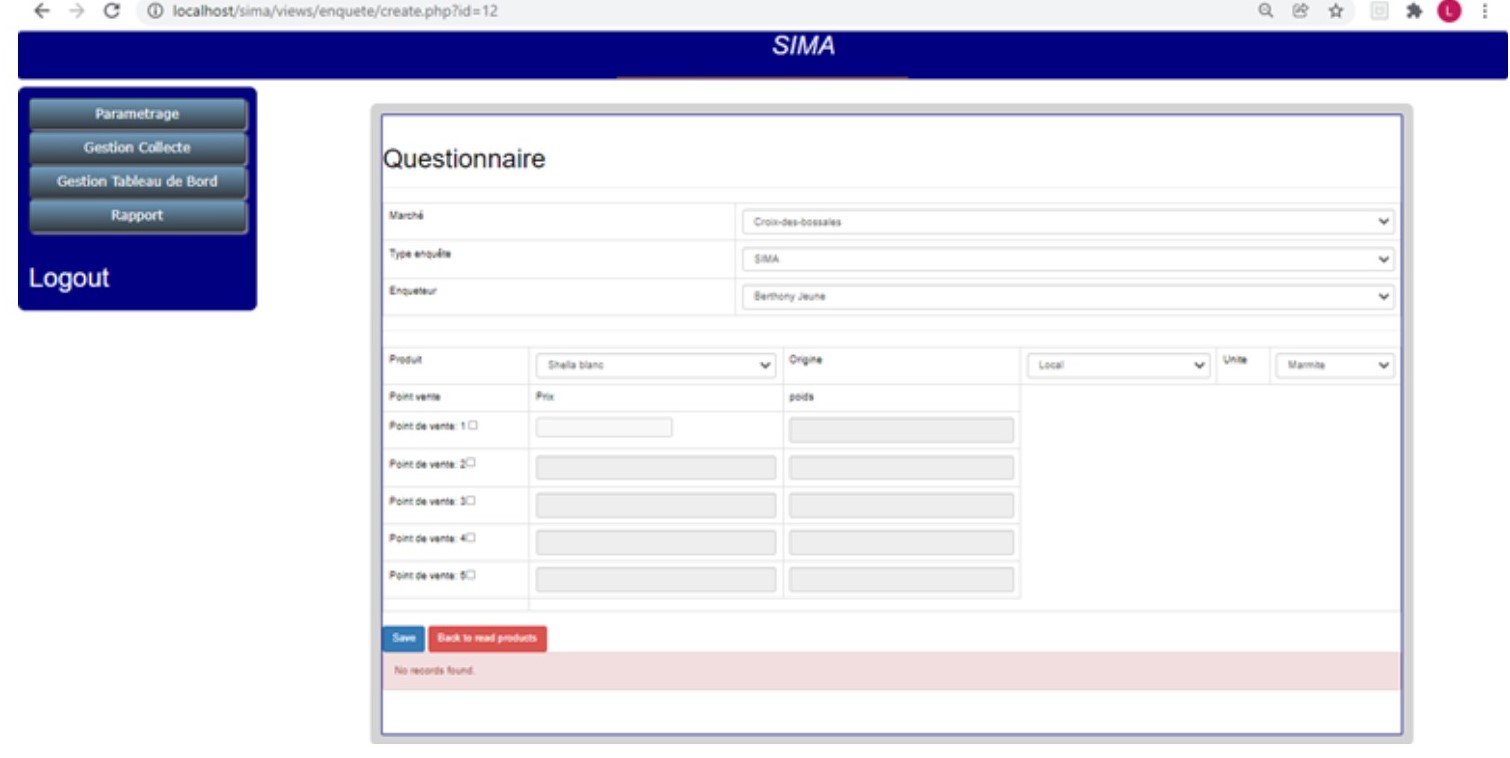 localhost/sima/views/enquete/create.php?id=12
L
SIMA
Parametrage
Gestion Collecte
Gestion Tableau de Bord
Rapport
Logout
Questionnaire
Marché Croix-des-bossales
Type enquête SIMA
Enqueteur Berthony Jeune
Produit Shella blanc Origine Local Unite Marmite
Point vente Prix poids
Point de vente: 1
Point de vente: 2
Point de vente: 3
Point de vente: 4
Point de vente: 5
Save Back to read products
No records found.